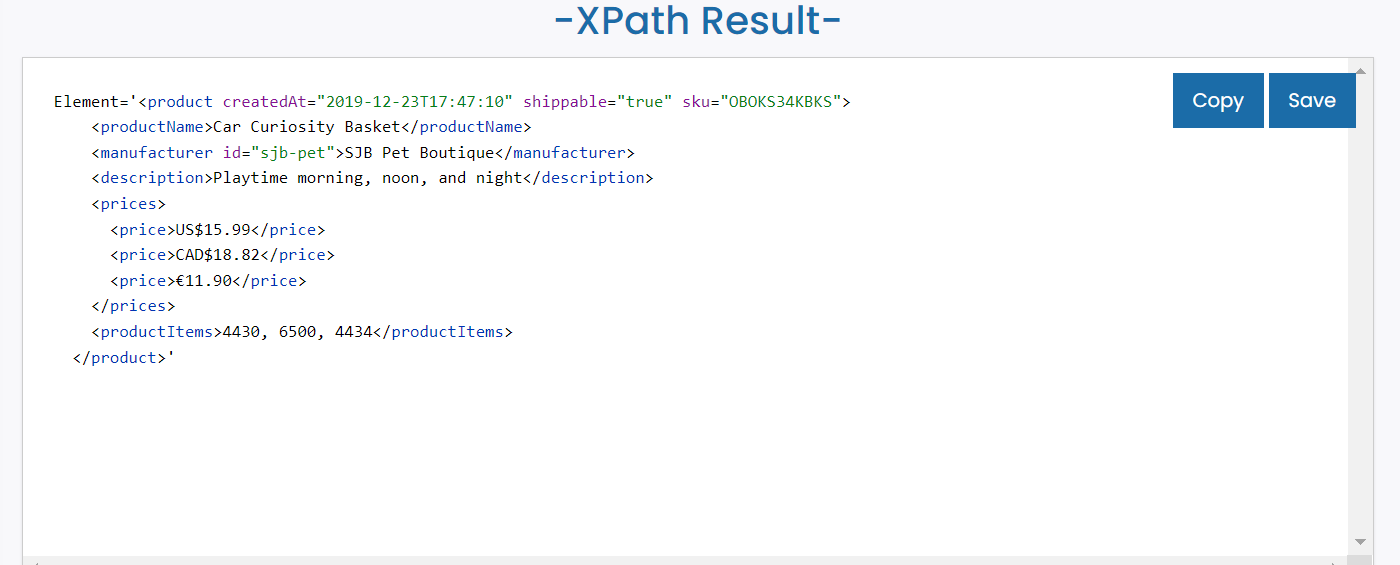 -XPath Result-
Copy Save
Element='<product createdAt="2019-12-23T17:47:10" shippable="true" sku="OBOKS34KBKS">
<productName>Car Curiosity Basket</productName>
<manufacturer id="sjb-pet">SJB Pet Boutique</manufacturer>
<description>Playtime morning, noon, and night</description>
<prices>
<price>US$15.99</price>
<price>CAD$18.82</price>
<price>€11.90</price>
</prices>
<productItems>4430, 6500, 4434</productItems>
</product>'